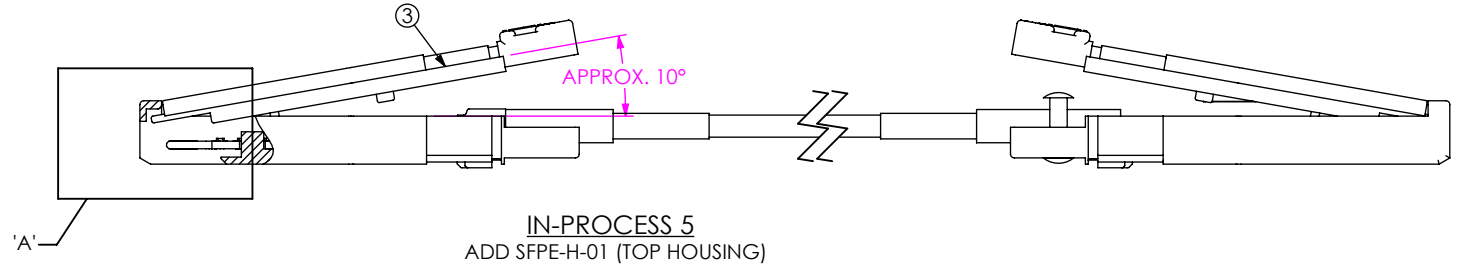 ③
APPROX. 10°
'A'
IN-PROCESS 5
ADD SFPE-H-01 (TOP HOUSING)